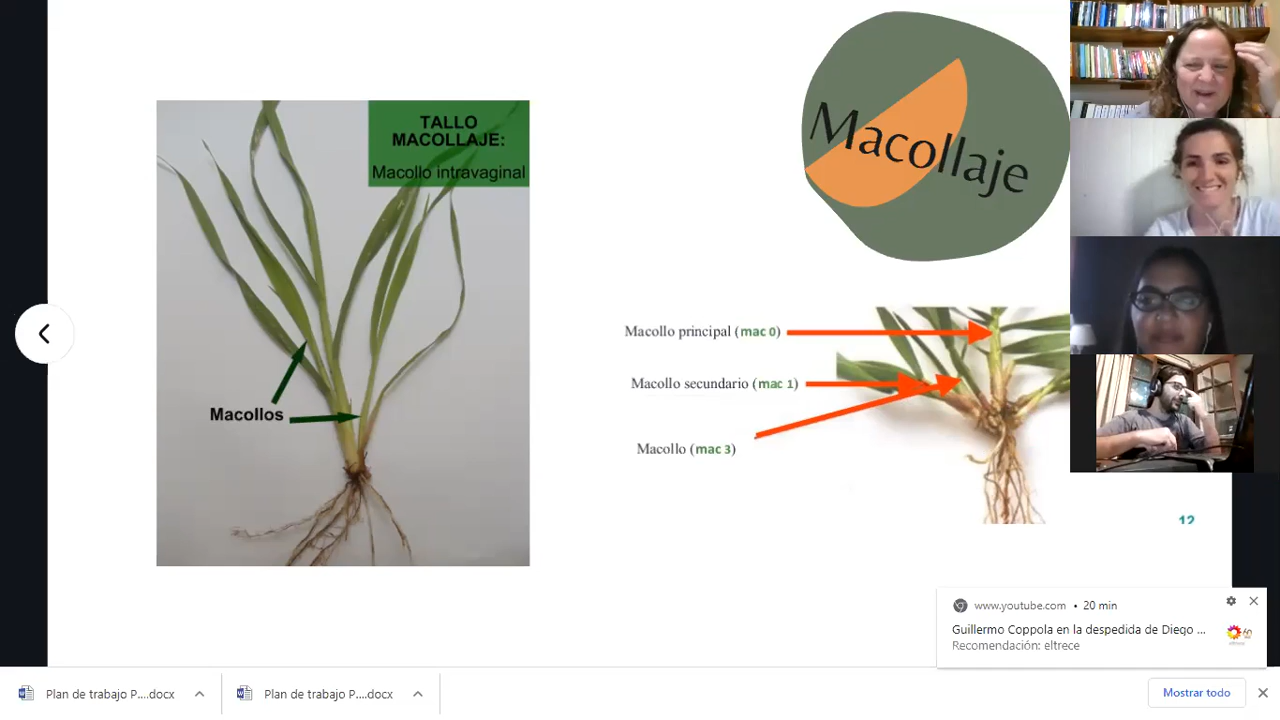 TALLO
MACOLLAJE:
Macollo intravaginal
Macollos
Macollaje
Macollo principal (mac 0)
Macollo secundario (mac 1)
Macollo (mac 3)
12
www.youtube.com • 20 min
Guillermo Coppola en la despedida de Diego ...
Recomendación: eltrece
Plan de trabajo P....docx
Plan de trabajo P....docx
Mostrar todo